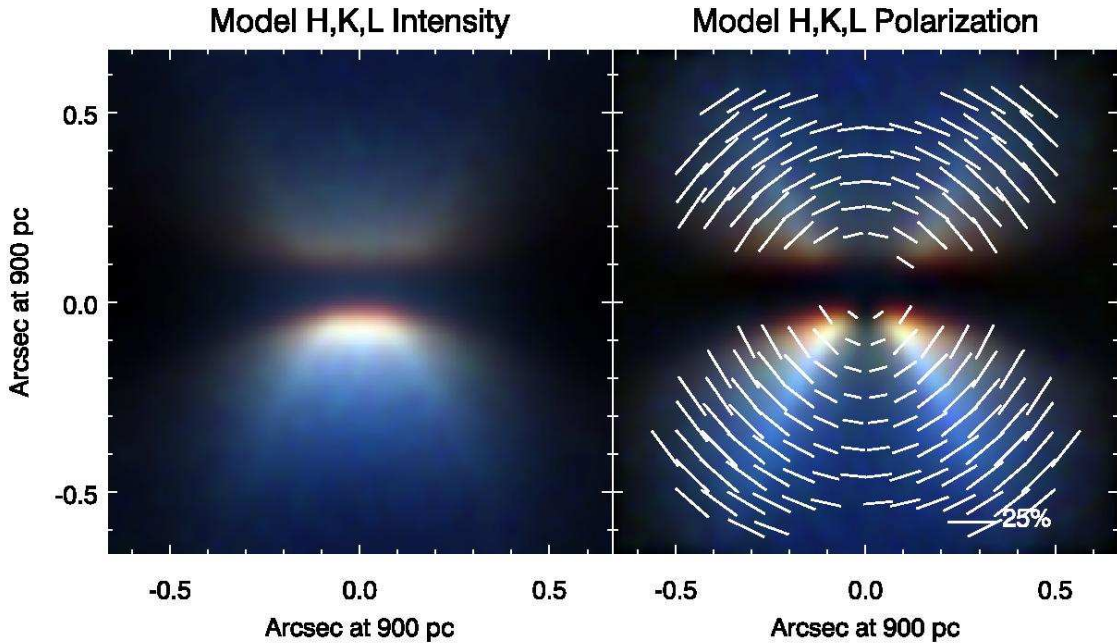 Model H,K,L Intensity
Model H,K,L Polarization
Arcsec at 900 pc
0.5
0.0
-0.5
25%
-0.5
0.0
0.5
-0.5
0.0
0.5
Arcsec at 900 pc
Arcsec at 900 pc